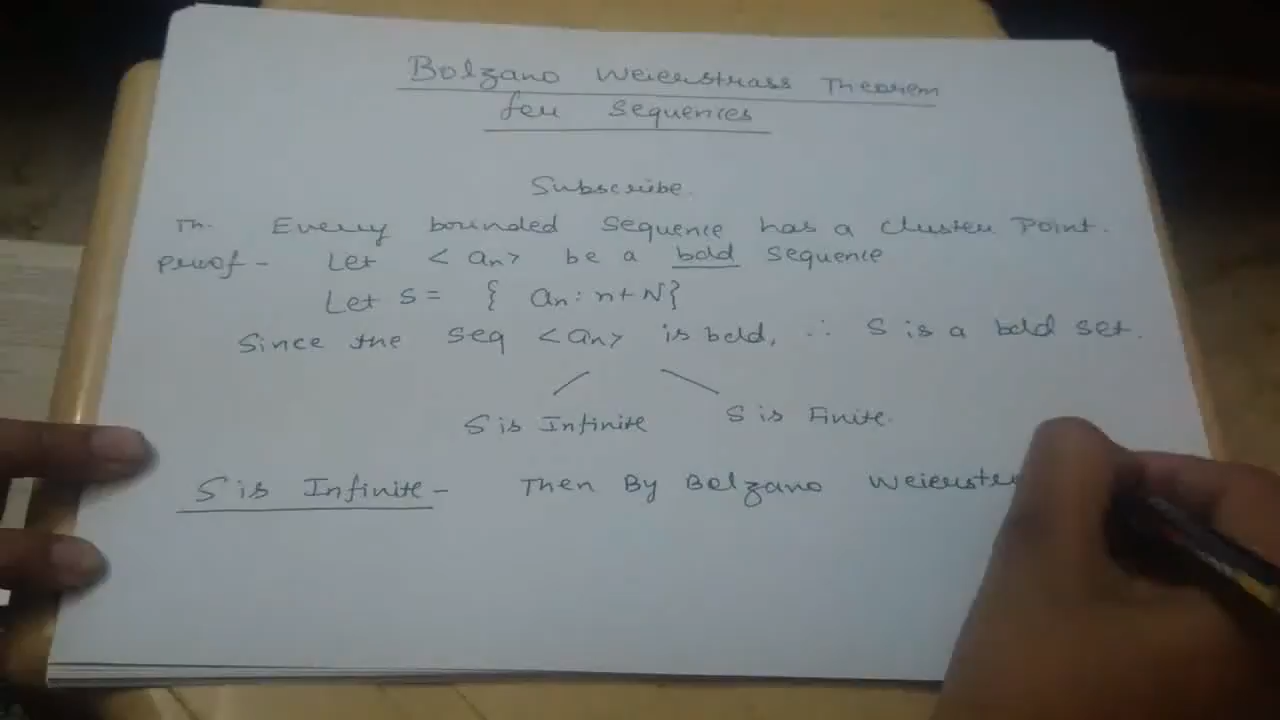 Bolzano Weierstrass Theorem
for Sequences
Subscribe.
Th. Every bounded sequence has a cluster Point.
Proof - Let < an > be a bdd sequence
Let S = { an : n ∈ N }
Since the seq < an > is bdd, ∴ S is a bdd set.
S is Infinite S is Finite.
S is Infinite - Then By Bolzano